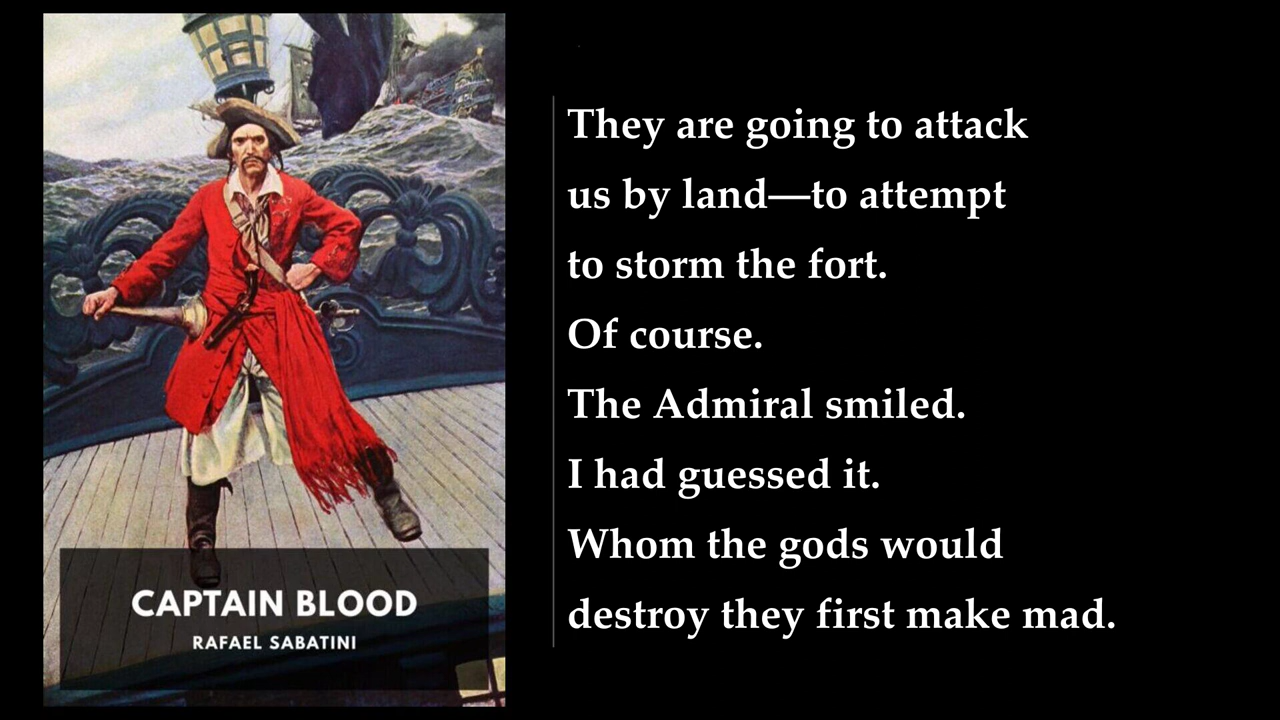 They are going to attack
us by land—to attempt
to storm the fort.
Of course.
The Admiral smiled.
I had guessed it.
Whom the gods would
destroy they first make mad.
CAPTAIN BLOOD
RAFAEL SABATINI